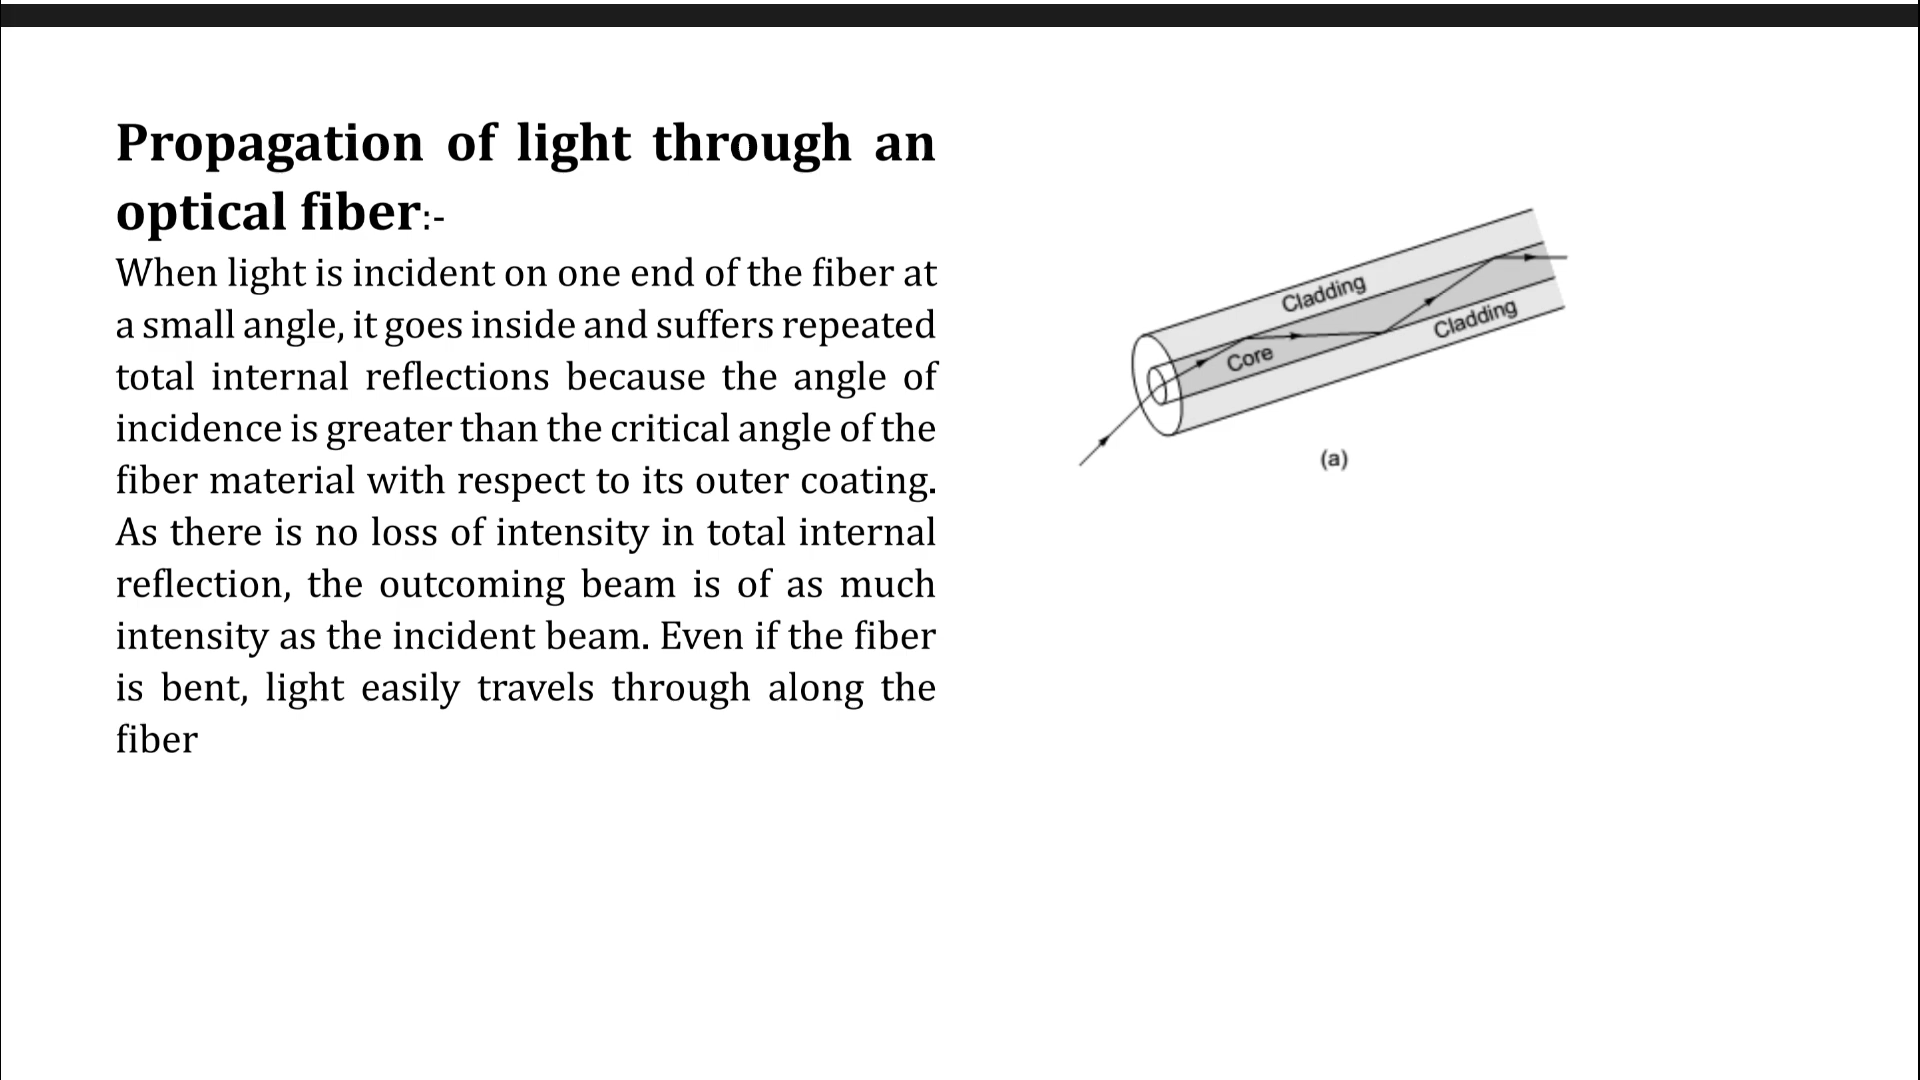 Propagation of light through an
optical fiber:-
When light is incident on one end of the fiber at
a small angle, it goes inside and suffers repeated
total internal reflections because the angle of
incidence is greater than the critical angle of the
fiber material with respect to its outer coating.
As there is no loss of intensity in total internal
reflection, the outcoming beam is of as much
intensity as the incident beam. Even if the fiber
is bent, light easily travels through along the
fiber
Cladding
Cladding
Core
(a)